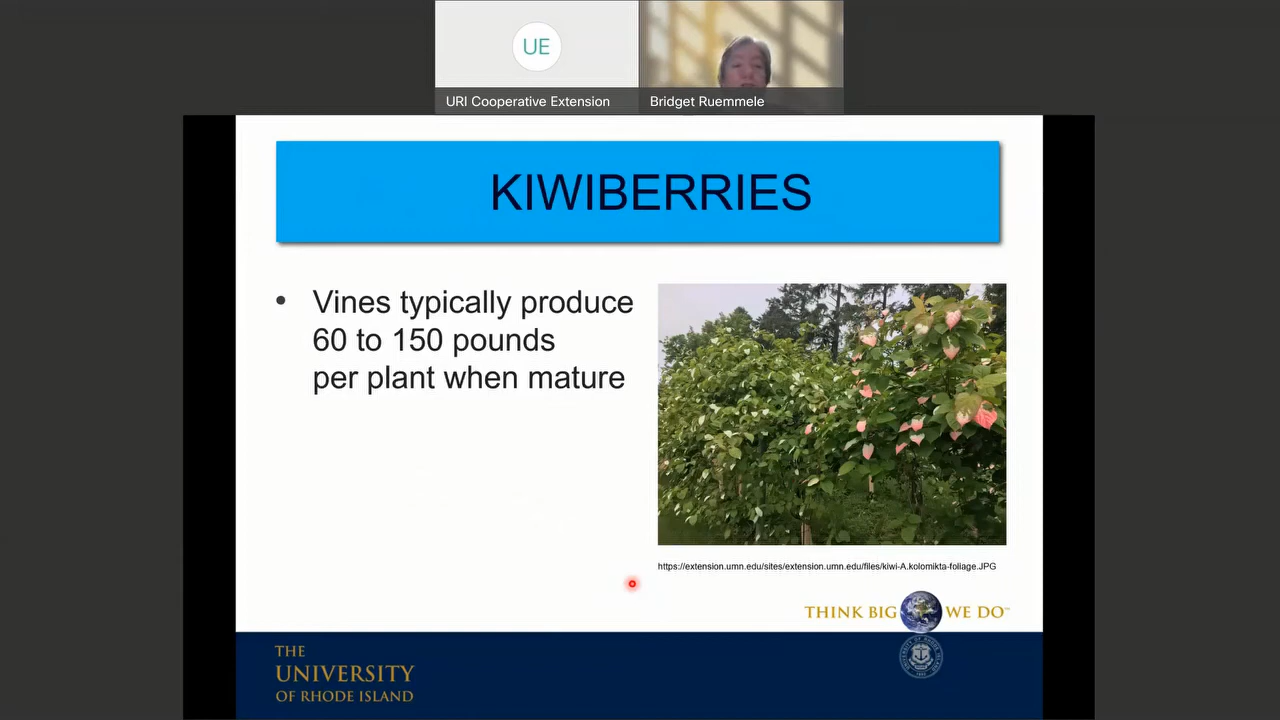 UE
URI Cooperative Extension
Bridget Ruemmele
KIWIBERRIES
• Vines typically produce
60 to 150 pounds
per plant when mature
https://extension.umn.edu/sites/extension.umn.edu/files/kiwi-A.kolomikta-foliage.JPG
THINK BIG WE DO™
THE
UNIVERSITY
OF RHODE ISLAND